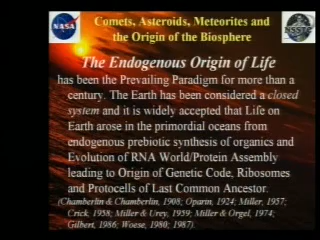 NASA
Comets, Asteroids, Meteorites and
the Origin of the Biosphere
NSSTC
The Endogenous Origin of Life
has been the Prevailing Paradigm for more than a
century. The Earth has been considered a closed
system and it is widely accepted that Life on
Earth arose in the primordial oceans from
endogenous prebiotic synthesis of organics and
Evolution of RNA World/Protein Assembly
leading to Origin of Genetic Code, Ribosomes
and Protocells of Last Common Ancestor.
(Chamberlin & Chamberlin, 1908; Oparin, 1924; Miller, 1957;
Crick, 1958; Miller & Urey, 1959; Miller & Orgel, 1974;
Gilbert, 1986; Woese, 1980; 1987).